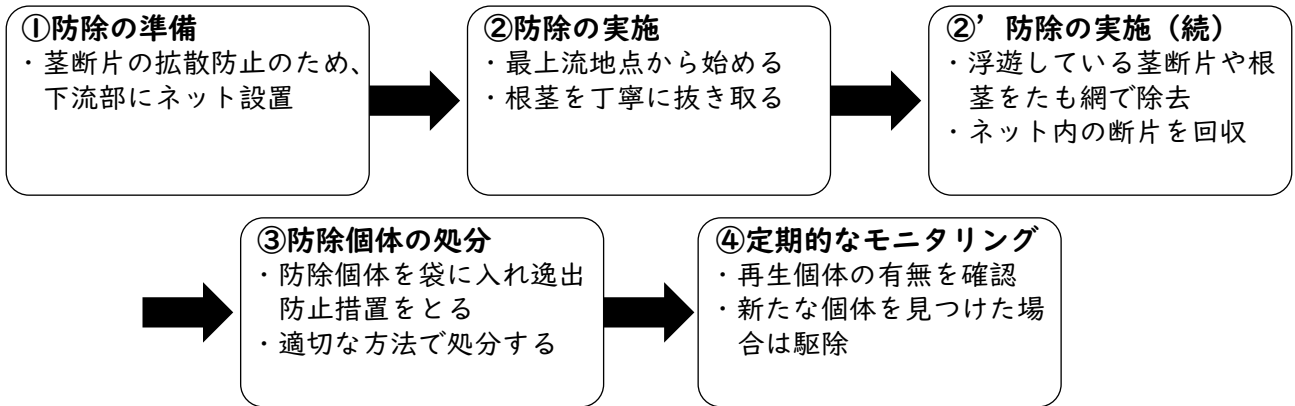 ①防除の準備
・茎断片の拡散防止のため、
下流部にネット設置
②防除の実施
・最上流地点から始める
・根茎を丁寧に抜き取る
②’防除の実施（続）
・浮遊している茎断片や根
茎をたも網で除去
・ネット内の断片を回収
③防除個体の処分
・防除個体を袋に入れ逸出
防止措置をとる
・適切な方法で処分する
④定期的なモニタリング
・再生個体の有無を確認
・新たな個体を見つけた場
合は駆除